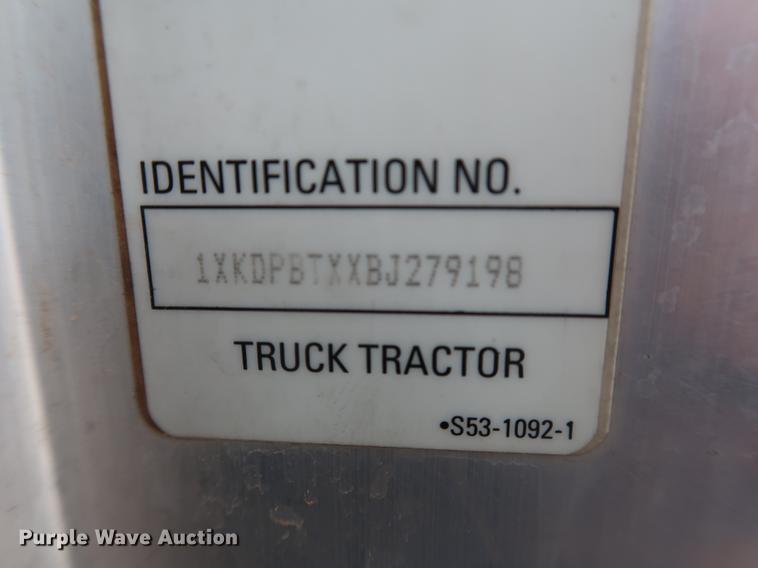 IDENTIFICATION NO.
1XKDPBTXXBJ279198
TRUCK TRACTOR
•S53-1092-1
Purple Wave Auction